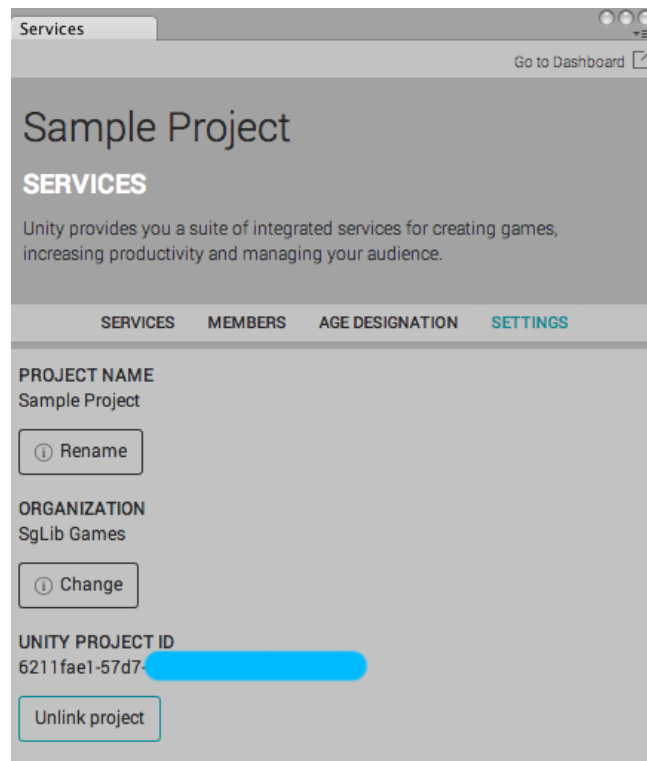 Services
Go to Dashboard
Sample Project
SERVICES
Unity provides you a suite of integrated services for creating games,
increasing productivity and managing your audience.
SERVICES MEMBERS AGE DESIGNATION SETTINGS
PROJECT NAME
Sample Project
Rename
ORGANIZATION
SgLib Games
Change
UNITY PROJECT ID
6211fae1-57d7-
Unlink project